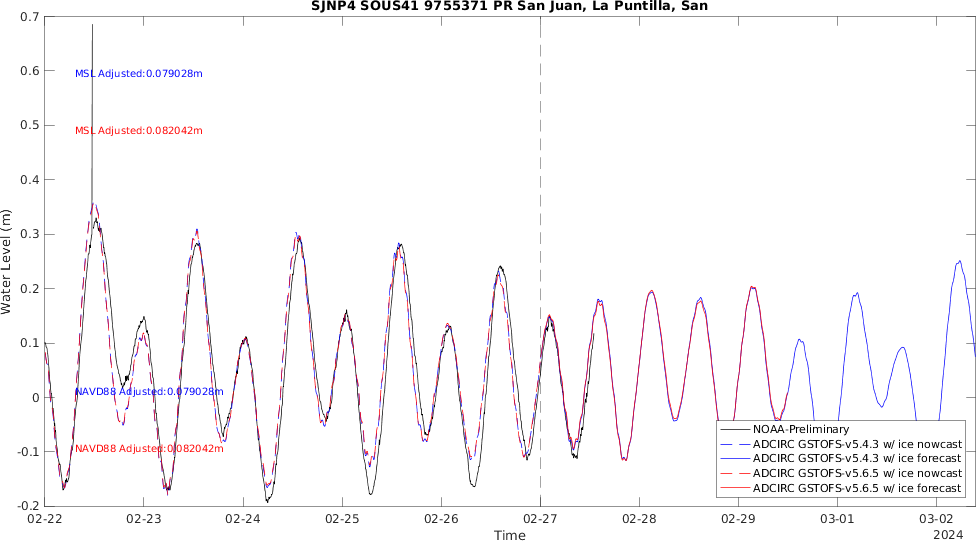 SJNP4 SOUS41 9755371 PR San Juan, La Puntilla, San
0.7
0.6
0.5
0.4
0.3
0.2
0.1
0
-0.1
-0.2
Water Level (m)
MSL Adjusted:0.079028m
MSL Adjusted:0.082042m
NAVD88 Adjusted:0.079028m
NAVD88 Adjusted:0.082042m
NOAA-Preliminary
ADCIRC GSTOFS-v5.4.3 w/ ice nowcast
ADCIRC GSTOFS-v5.4.3 w/ ice forecast
ADCIRC GSTOFS-v5.6.5 w/ ice nowcast
ADCIRC GSTOFS-v5.6.5 w/ ice forecast
02-22 02-23 02-24 02-25 02-26 02-27 02-28 02-29 03-01 03-02
Time
2024